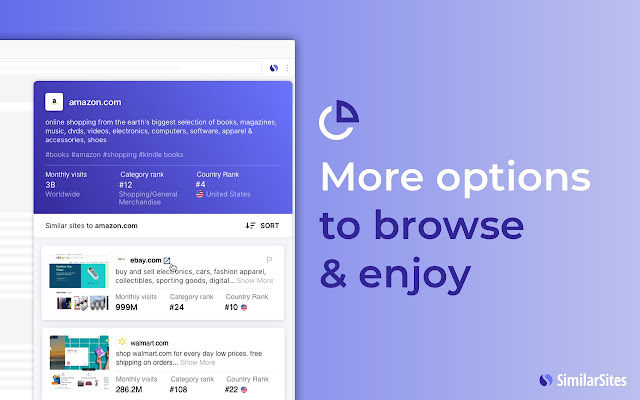 a
amazon.com
online shopping from the earth's biggest selection of books, magazines,
music, dvds, videos, electronics, computers, software, apparel &
accessories, shoes
#books #amazon #shopping #kindle books
Monthly visits Category rank Country Rank
3B #12 #4
Worldwide Shopping/General United States
Merchandise
Similar sites to amazon.com SORT
ebay.com
buy and sell electronics, cars, fashion apparel,
collectibles, sporting goods, digital... Show More
Monthly visits Category rank Country Rank
999M #24 #10
walmart.com
shop walmart.com for every day low prices. free
shipping on orders... Show More
Monthly visits Category rank Country Rank
286.2M #108 #22
More options
to browse
& enjoy
SimilarSites